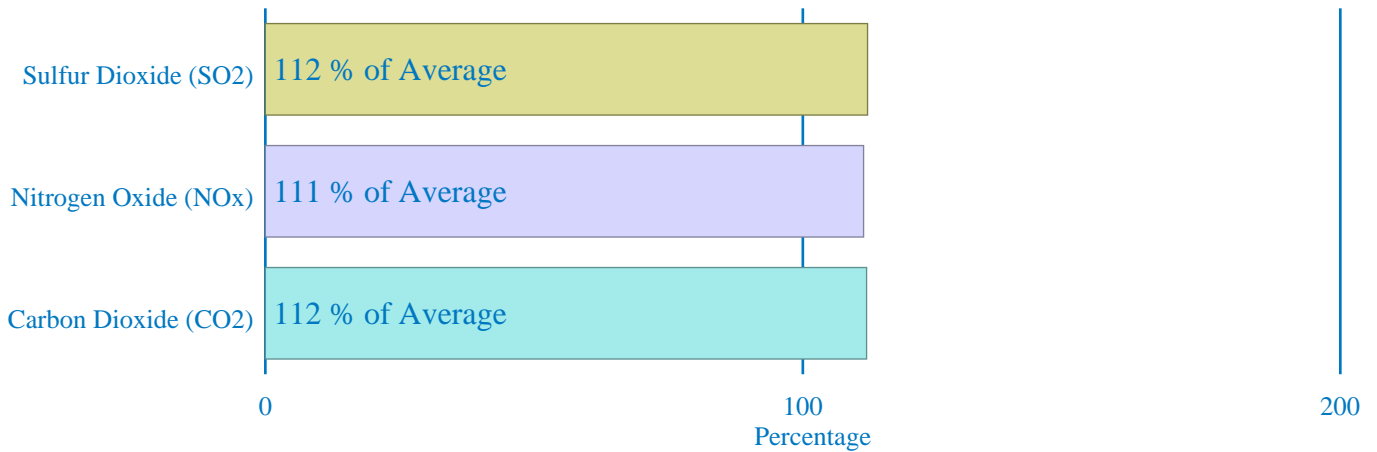 Sulfur Dioxide (SO2)
112 % of Average
Nitrogen Oxide (NOx)
111 % of Average
Carbon Dioxide (CO2)
112 % of Average
0
100
200
Percentage